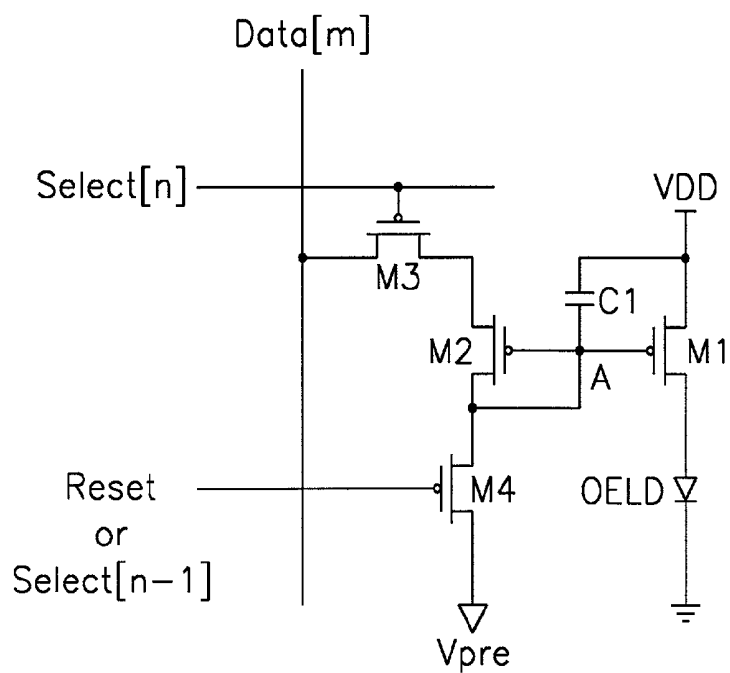 Data[m]
Select[n]
VDD
M3
C1
M2
M1
A
Reset
or
Select[n-1]
M4
OELD
Vpre